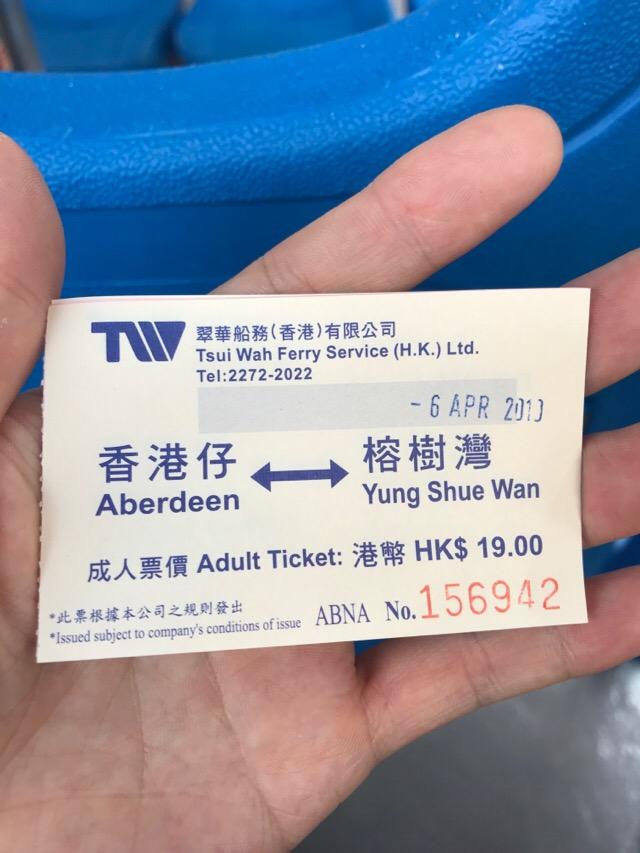 TW
翠華船務(香港)有限公司
Tsui Wah Ferry Service (H.K.) Ltd.
Tel:2272-2022
- 6 APR
香港仔 榕樹灣
Aberdeen Yung Shue Wan
成人票價 Adult Ticket: 港幣 HK$ 19.00
*此票根據本公司之規則發出
*Issued subject to company's conditions of issue ABNA No.156942